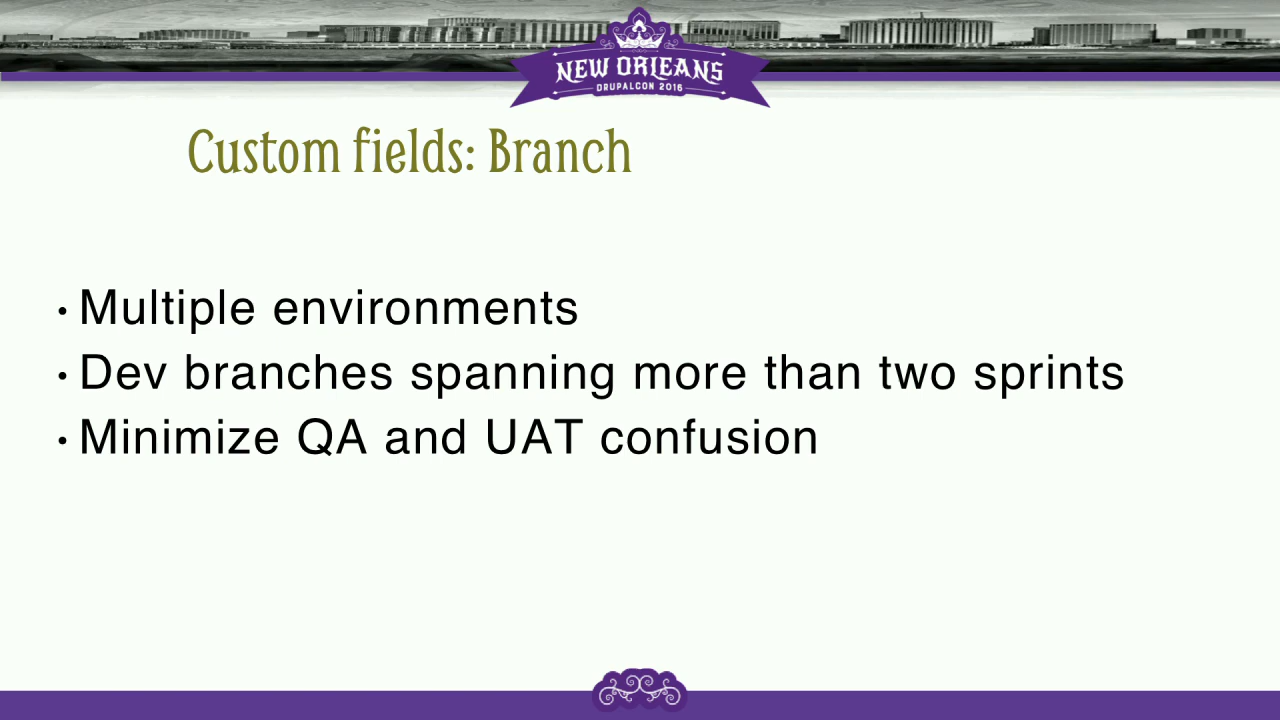 NEW ORLEANS
DRUPALCON 2016
Custom fields: Branch
• Multiple environments
• Dev branches spanning more than two sprints
• Minimize QA and UAT confusion